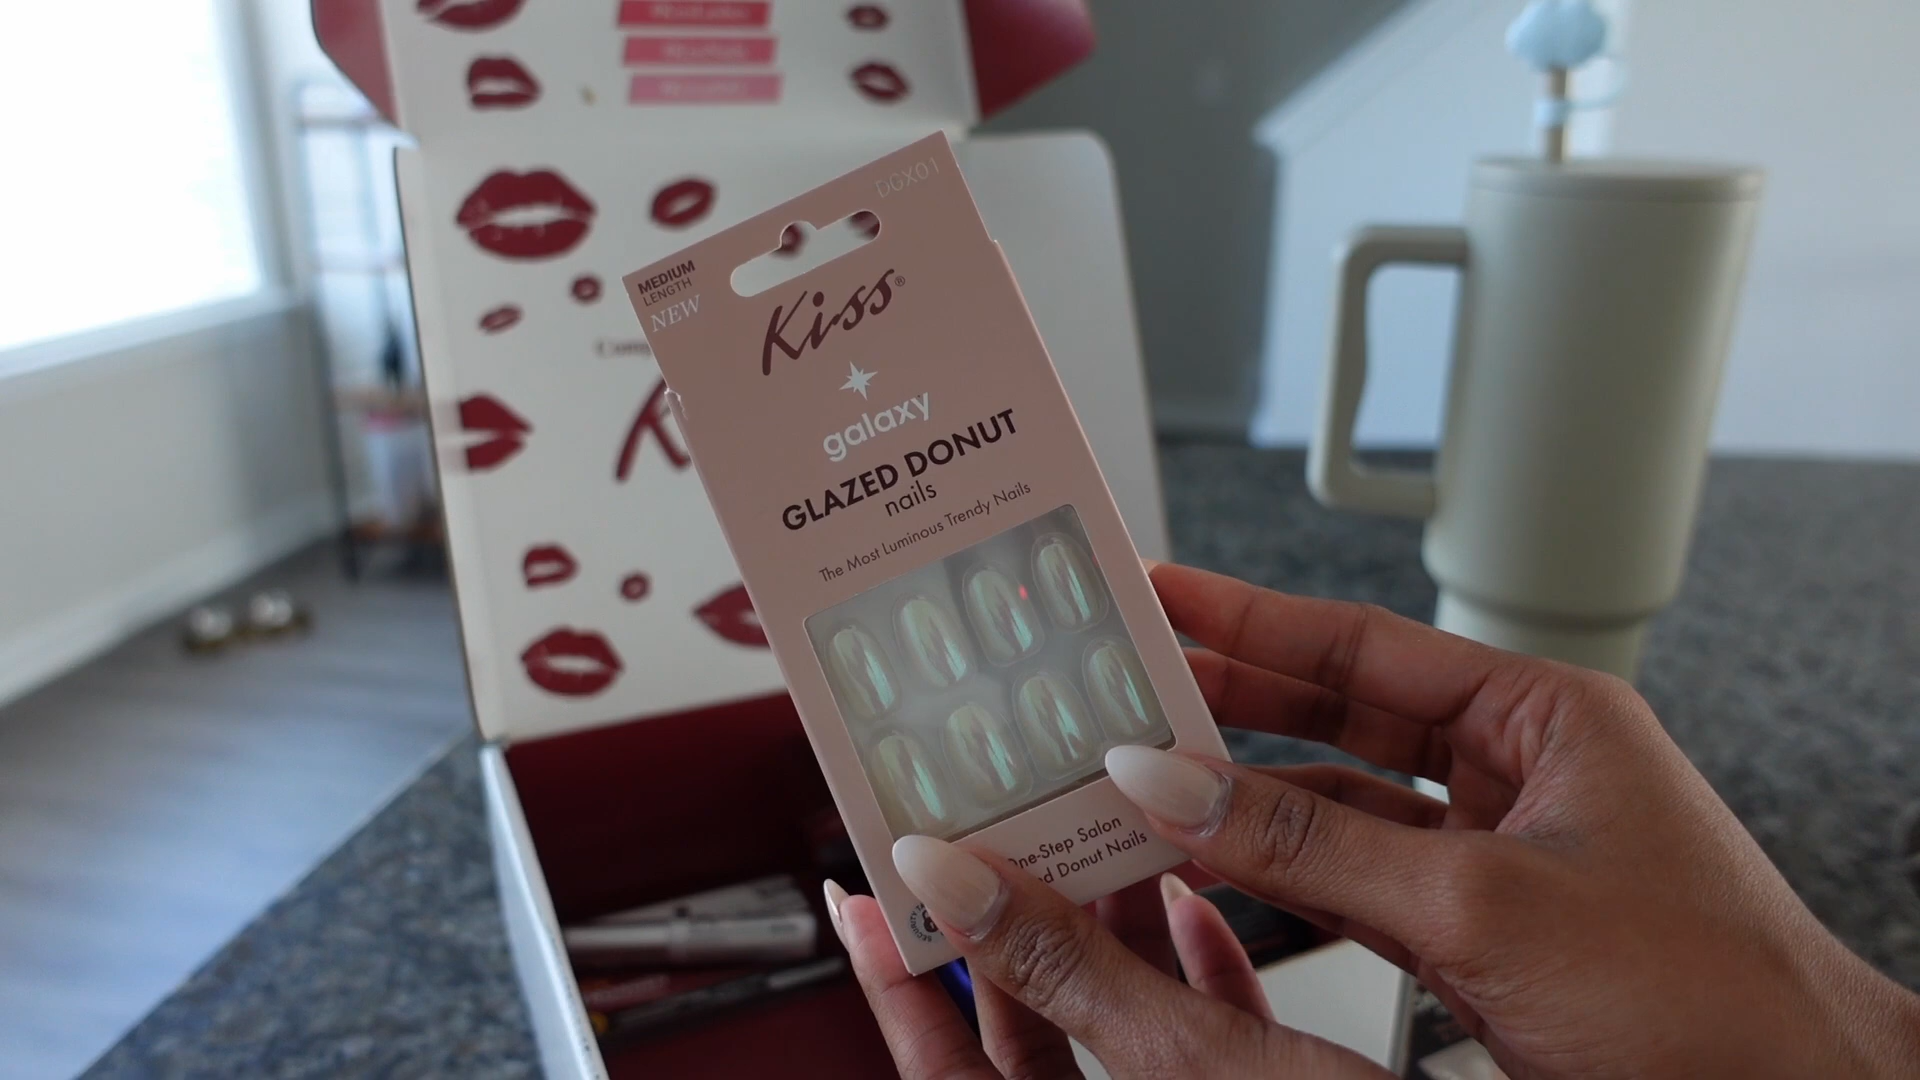 DGX01
MEDIUM
LENGTH
NEW
Kiss®
galaxy
GLAZED DONUT
nails
The Most Luminous Trendy Nails
One-Step Salon
Donut Nails